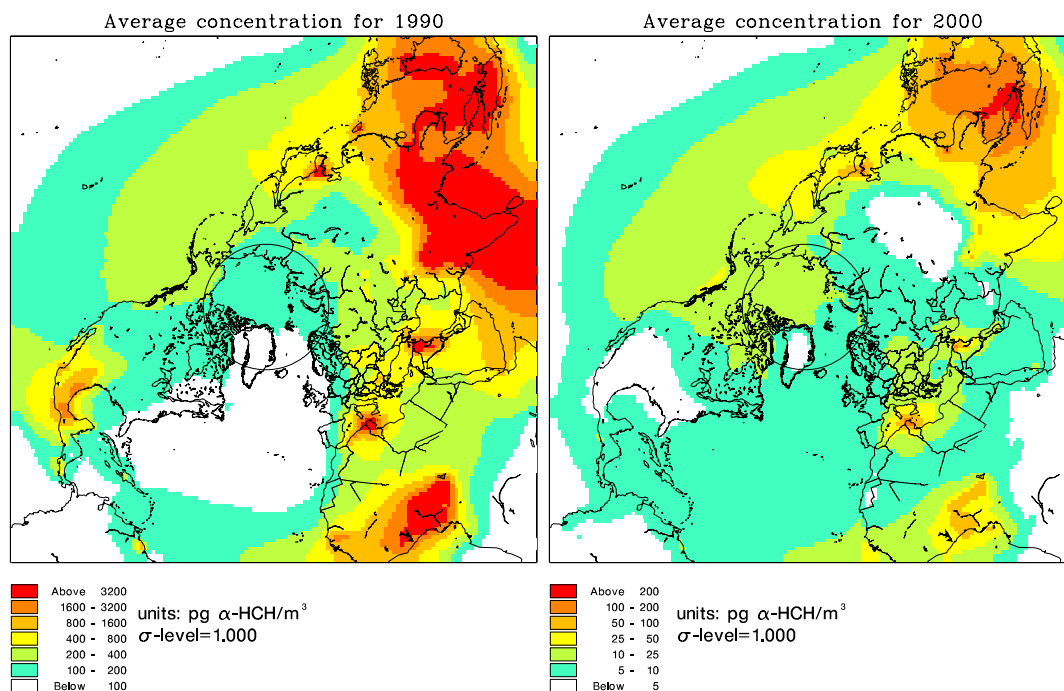 Average concentration for 1990
Average concentration for 2000
Above 3200
1600 - 3200
800 - 1600
400 - 800
200 - 400
100 - 200
Below 100
units: pg α-HCH/m³
σ-level=1.000
Above 200
100 - 200
50 - 100
25 - 50
10 - 25
5 - 10
Below 5
units: pg α-HCH/m³
σ-level=1.000